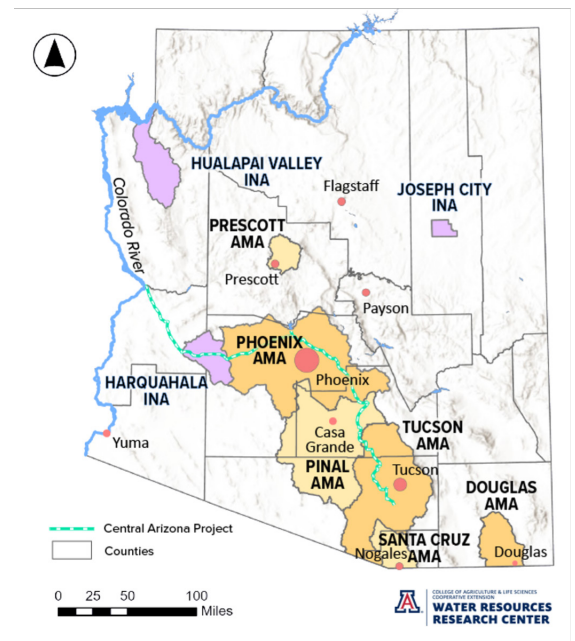 HUALAPAI VALLEY
INA
Flagstaff
JOSEPH CITY
INA
Colorado River
PRESCOTT
AMA
Prescott
Payson
PHOENIX
AMA
Phoenix
HARQUAHALA
INA
Yuma
Casa
Grande
TUCSON
AMA
PINAL
AMA
Tucson
DOUGLAS
AMA
SANTA CRUZ
AMA
Nogales
Douglas
Central Arizona Project
Counties
0 25 50 100
Miles
A
COLLEGE OF AGRICULTURE & LIFE SCIENCES
COOPERATIVE EXTENSION
WATER RESOURCES
RESEARCH CENTER